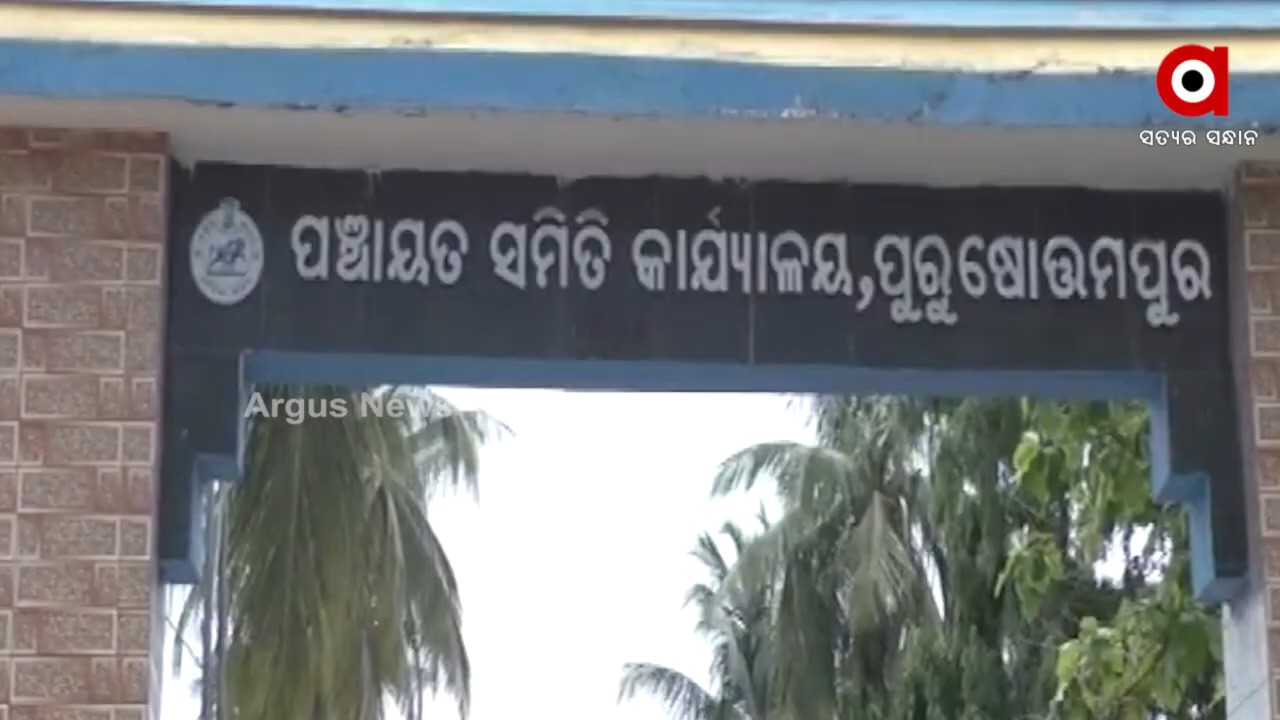 ସତ୍ୟର ସନ୍ଧାନ
ପଞ୍ଚାୟତ ସମିତି କାର୍ଯ୍ୟାଳୟ,ପୁରୁଷୋତ୍ତମପୁର
Argus News